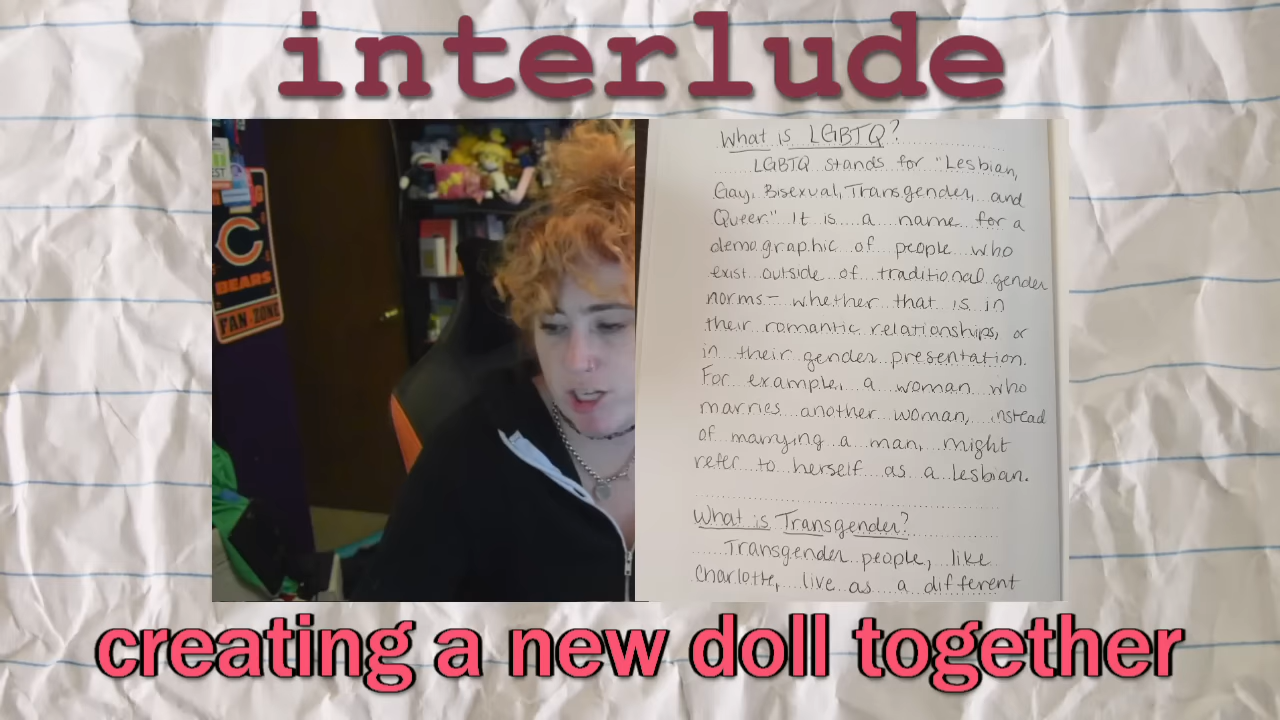 interlude
BEARS
FAN ZONE
What is LGBTQ?
LGBTQ stands for "Lesbian,
Gay, Bisexual, Transgender, and
Queer." It is a name for a
demographic of people who
exist outside of traditional gender
norms – whether that is in
their romantic relationships, or
in their gender presentation.
For example, a woman who
marries another woman, instead
of marrying a man, might
refer to herself as a lesbian.
What is Transgender?
Transgender people, like
Charlotte, live as a different
creating a new doll together